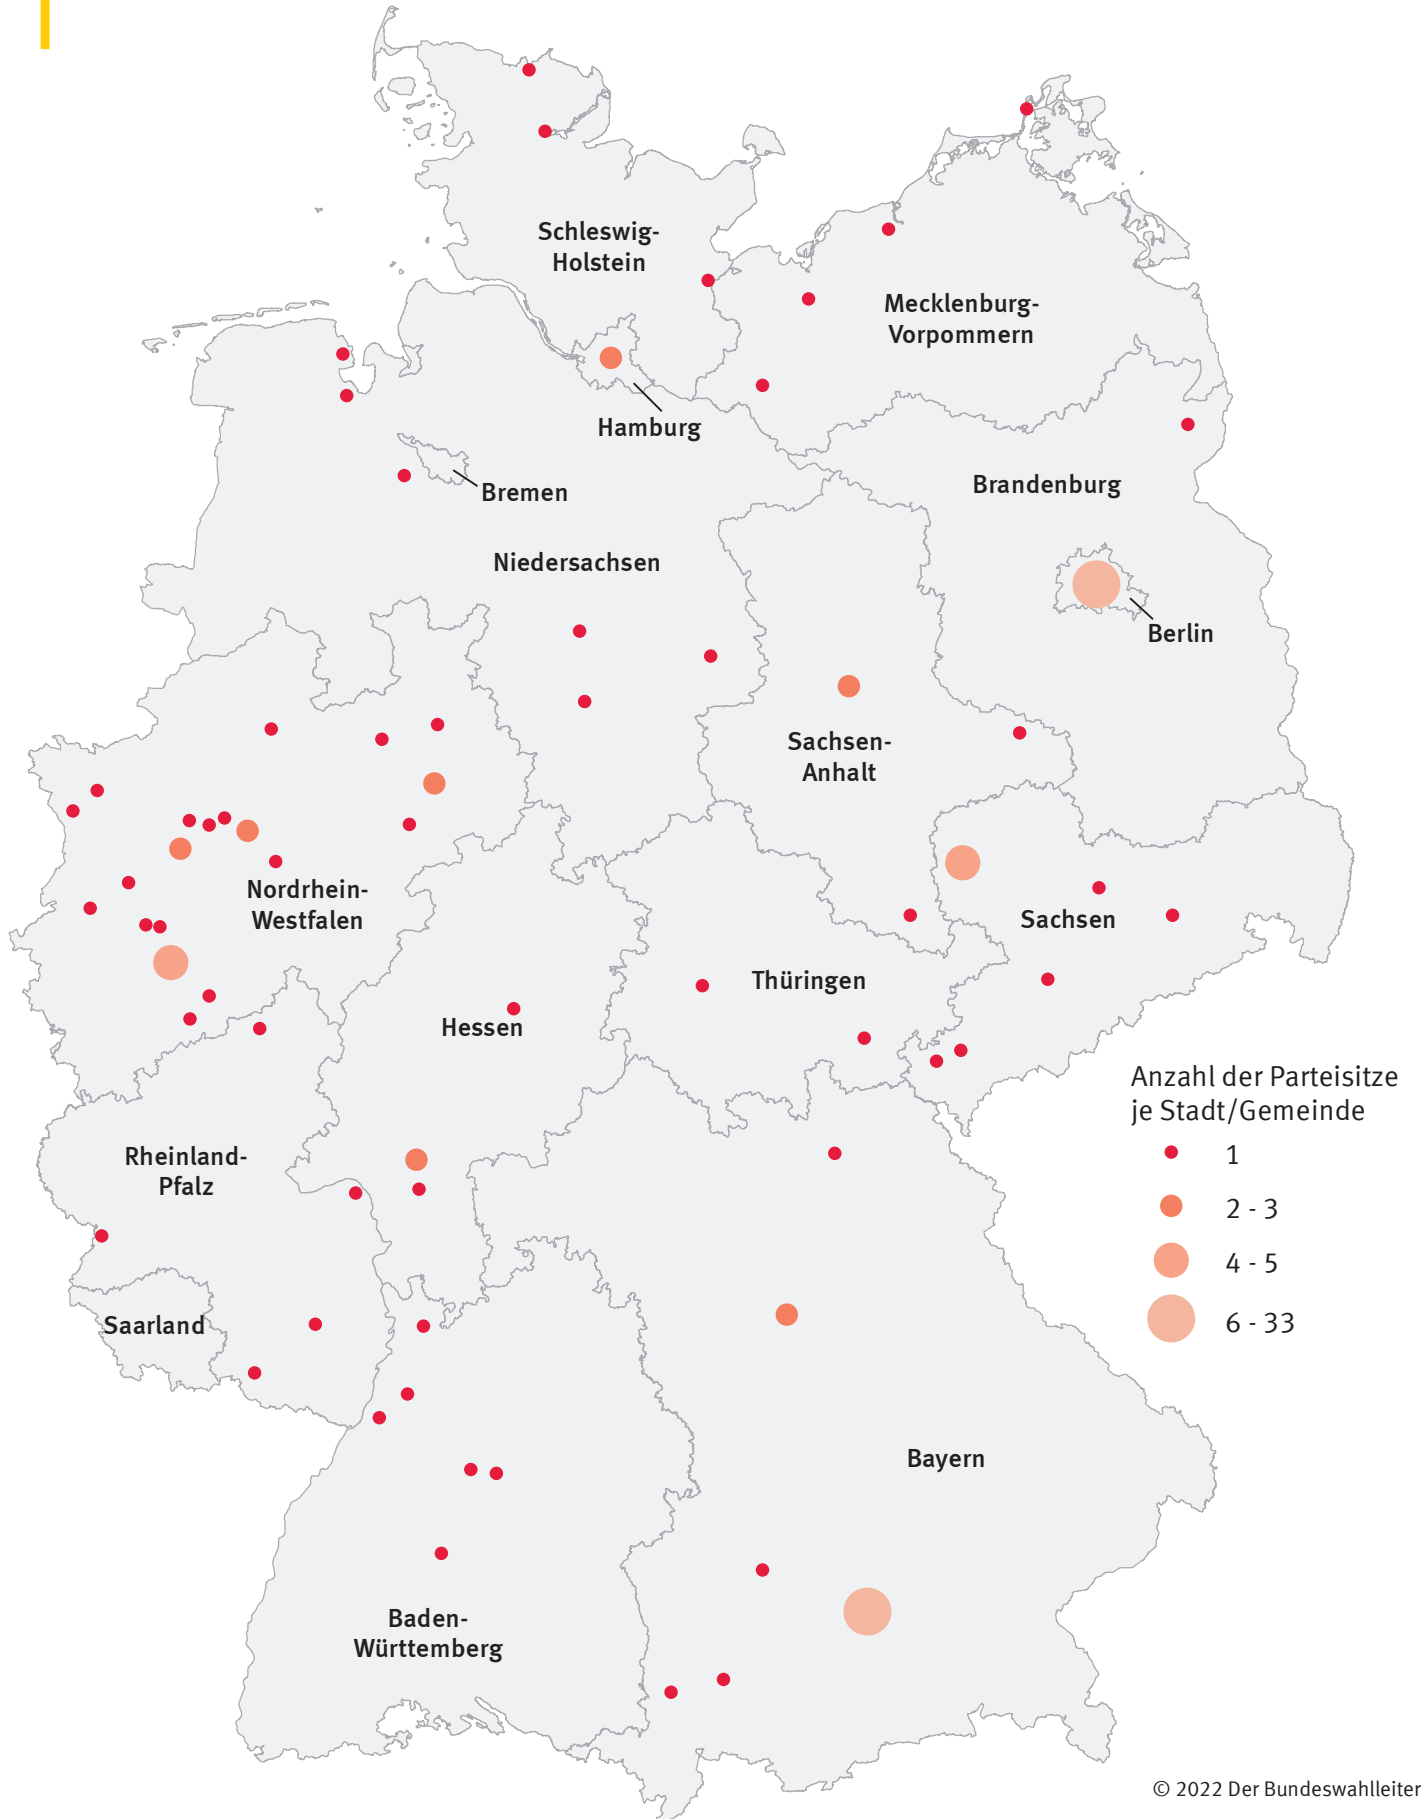 Schleswig-
Holstein
Mecklenburg-
Vorpommern
Hamburg
Bremen
Brandenburg
Niedersachsen
Berlin
Sachsen-
Anhalt
Nordrhein-
Westfalen
Sachsen
Thüringen
Hessen
Anzahl der Parteisitze
je Stadt/Gemeinde
1
2 - 3
4 - 5
6 - 33
Rheinland-
Pfalz
Saarland
Bayern
Baden-
Württemberg
© 2022 Der Bundeswahlleiter